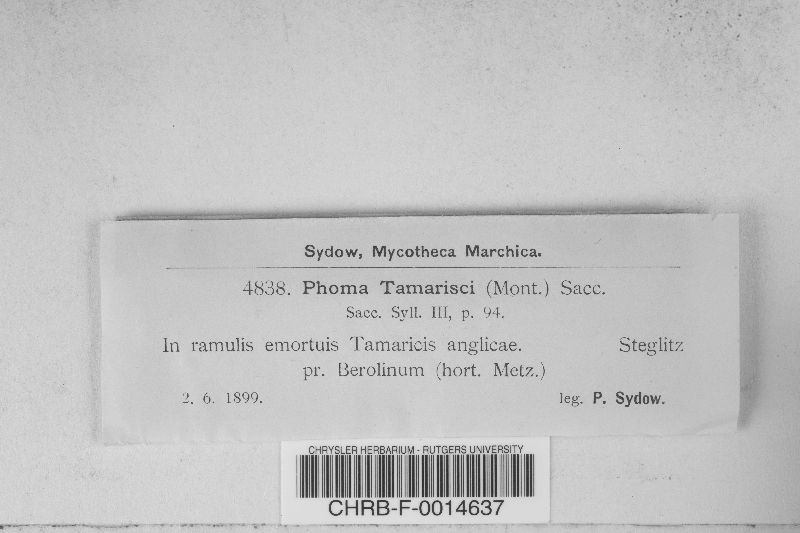 Sydow, Mycotheca Marchica.
4838. Phoma Tamarisci (Mont.) Sacc.
Sacc. Syll. III, p. 94.
In ramulis emortuis Tamaricis anglicae. Steglitz
pr. Berolinum (hort. Metz.)
2. 6. 1899. leg. P. Sydow.
CHRYSLER HERBARIUM - RUTGERS UNIVERSITY
CHRB-F-0014637